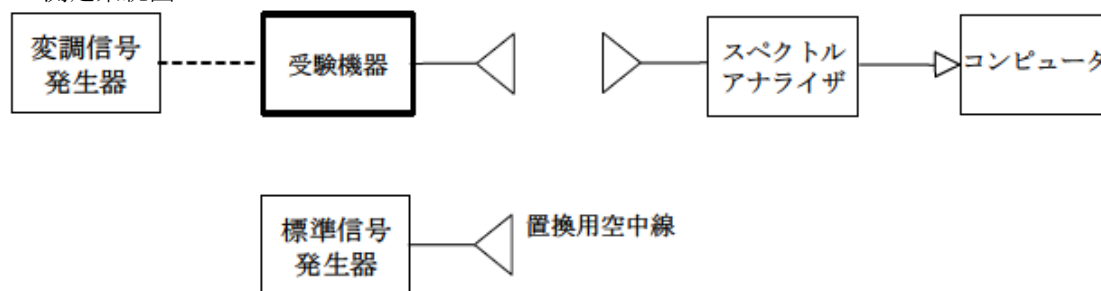 変調信号
発生器
受験機器
スペクトル
アナライザ
コンピュータ
標準信号
発生器
置換用空中線